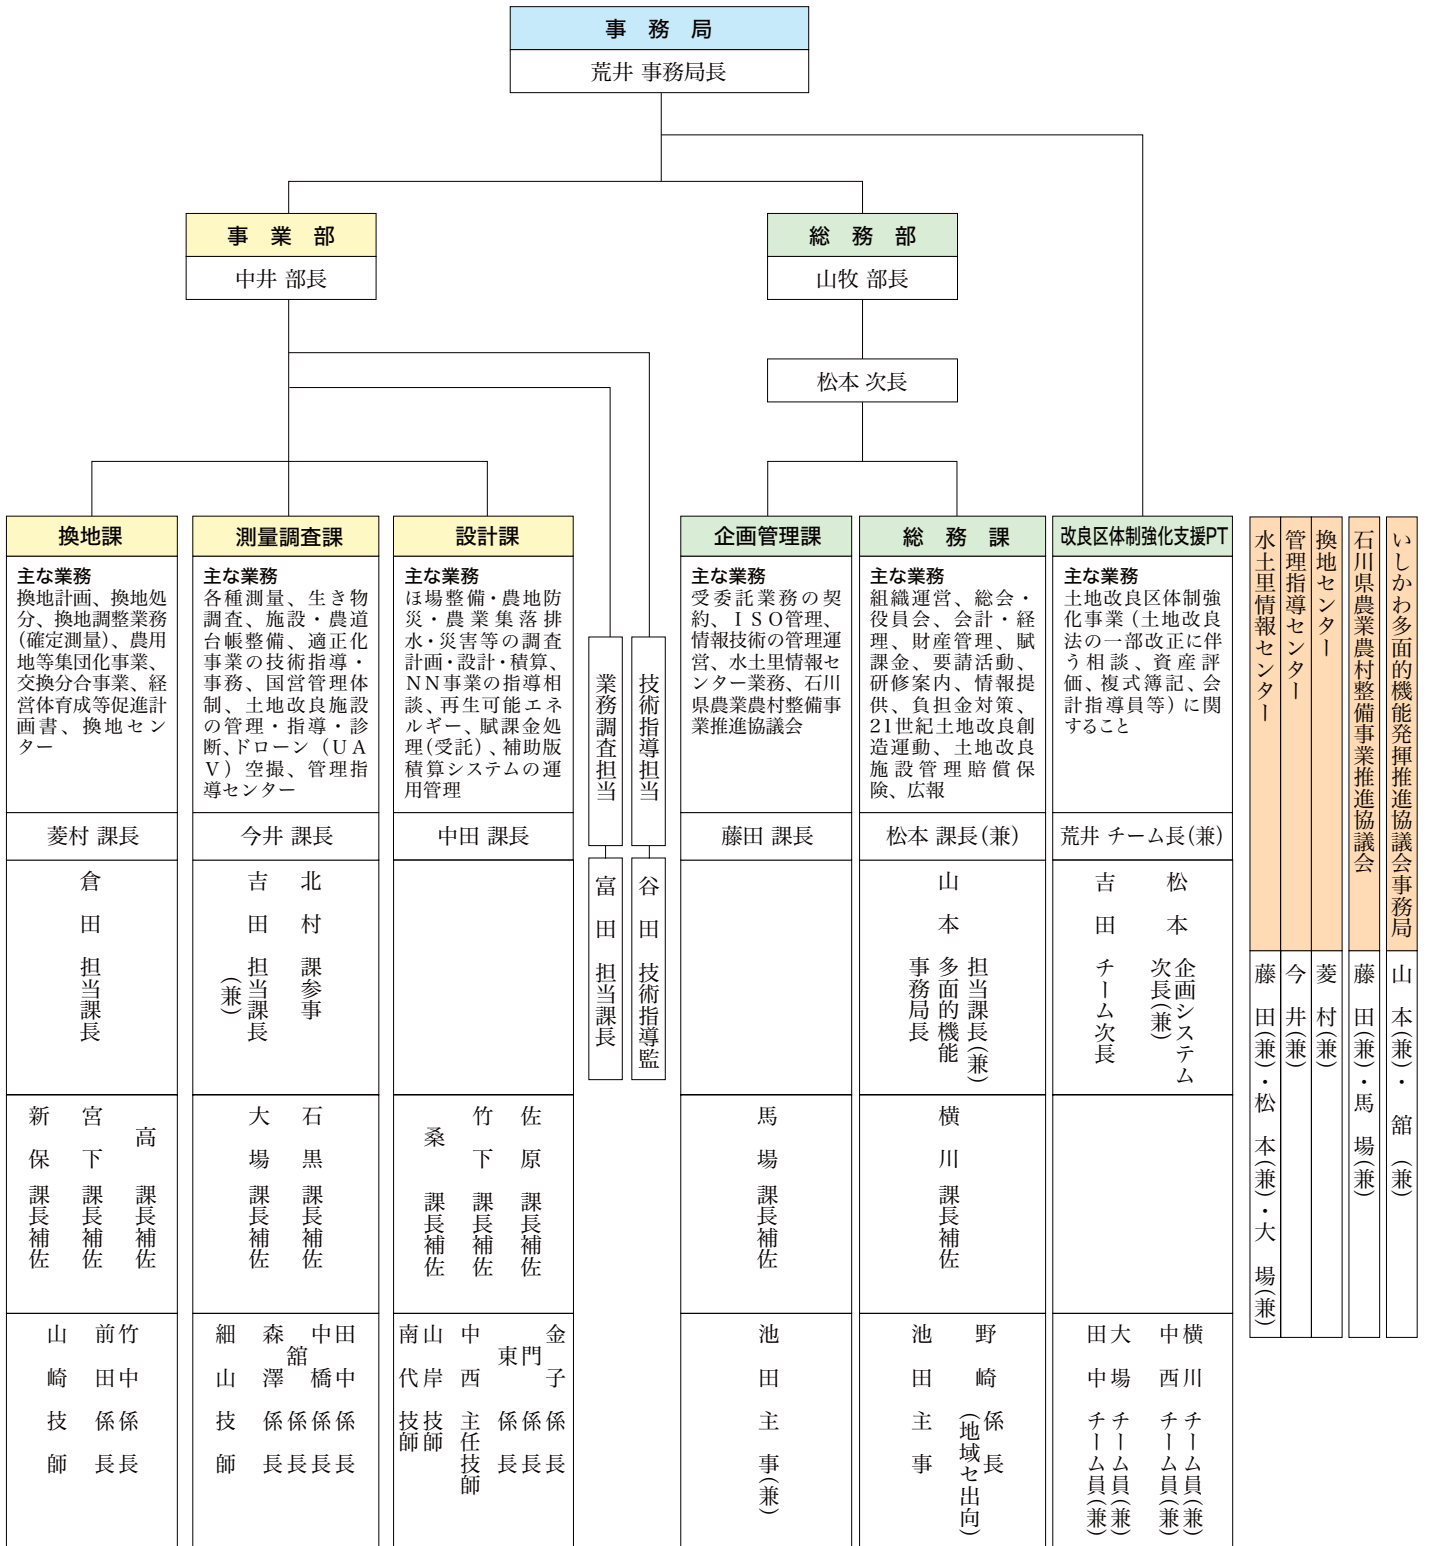 事務局
荒井 事務局長
事業部
中井 部長
総務部
山牧 部長
松本 次長
換地課
主な業務
換地計画、換地処
分、換地調整業務
(確定測量)、農用
地等集団化事業、
交換分合事業、経
営体育成等促進計
画書、換地セン
ター
菱村 課長
倉田 担当課長
高 課長補佐
宮下 課長補佐
新保 課長補佐
竹中 係長
前田 係長
山崎 技師
測量調査課
主な業務
各種測量、生き物
調査、施設・農道
台帳整備、適正化
事業の技術指導・
事務、国営管理体
制、土地改良施設
の管理・指導・診
断、ドローン（UA
V）空撮、管理指
導センター
今井 課長
北村 課参事
吉田 担当課長(兼)
石黒 課長補佐
大場 課長補佐
田中 係長
中橋 係長
舘 係長
森澤 係長
細山 技師
設計課
主な業務
ほ場整備・農地防
災・農業集落排
水・災害等の調査
計画・設計・積算、
NN事業の指導相
談、再生可能エネ
ルギー、賦課金処
理(受託)、補助版
積算システムの運
用管理
中田 課長
佐原 課長補佐
竹下 課長補佐
桑 課長補佐
金子 係長
門 係長
東 係長
中西 主任技師
山岸 技師
南代 技師
業務調査担当
富田 担当課長
技術指導担当
谷田 技術指導監
企画管理課
主な業務
受委託業務の契
約、ISO管理、
情報技術の管理運
営、水土里情報セ
ンター業務、石川
県農業農村整備事
業推進協議会
藤田 課長
馬場 課長補佐
池田 主事(兼)
総務課
主な業務
組織運営、総会・
役員会、会計・経
理、財産管理、賦
課金、要請活動、
研修案内、情報提
供、負担金対策、
21世紀土地改良創
造運動、土地改良
施設管理賠償保
険、広報
松本 課長(兼)
山本 担当課長(兼)
多面的機能
事務局長
横川 課長補佐
野崎 係長
(地域セ出向)
池田 主事
改良区体制強化支援PT
主な業務
土地改良区体制強
化事業（土地改良
法の一部改正に伴
う相談、資産評
価、複式簿記、会
計指導員等）に関
すること
荒井 チーム長(兼)
松本 企画システム
次長(兼)
吉田 チーム次長
横川 チーム員(兼)
中西 チーム員(兼)
大場 チーム員(兼)
田中 チーム員(兼)
いしかわ多面的機能発揮推進協議会事務局
山本(兼)・舘(兼)
石川県農業農村整備事業推進協議会
藤田(兼)・馬場(兼)
換地センター
菱村(兼)
管理指導センター
今井(兼)
水土里情報センター
藤田(兼)・松本(兼)・大場(兼)